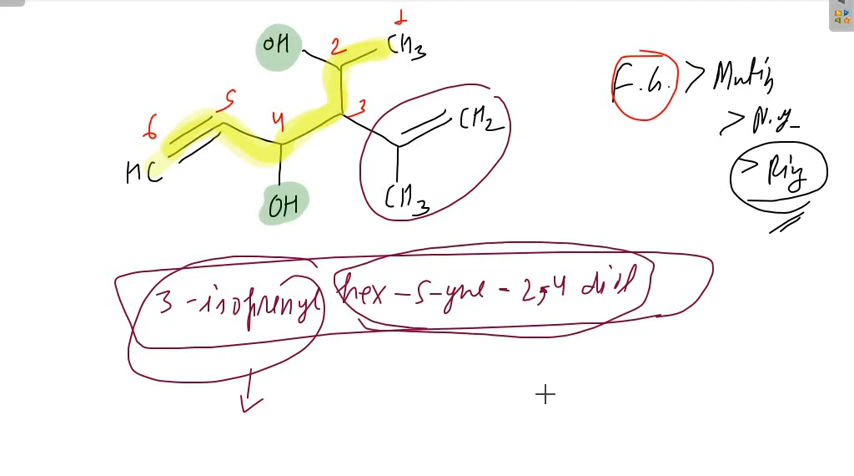 1
OH 2 CH3
F.G. > Multi
6 5 4 3 CH2
>
HC
CH3
> Ring
OH
3-isoprenyl hex-5-yne-2,4 diol